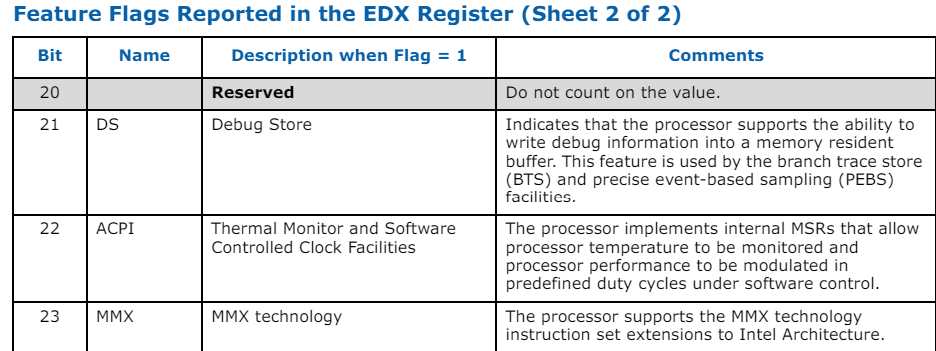 Feature Flags Reported in the EDX Register (Sheet 2 of 2)
Bit Name Description when Flag = 1 Comments
20 Reserved Do not count on the value.
21 DS Debug Store Indicates that the processor supports the ability to
write debug information into a memory resident
buffer. This feature is used by the branch trace store
(BTS) and precise event-based sampling (PEBS)
facilities.
22 ACPI Thermal Monitor and Software The processor implements internal MSRs that allow
Controlled Clock Facilities processor temperature to be monitored and
processor performance to be modulated in
predefined duty cycles under software control.
23 MMX MMX technology The processor supports the MMX technology
instruction set extensions to Intel Architecture.